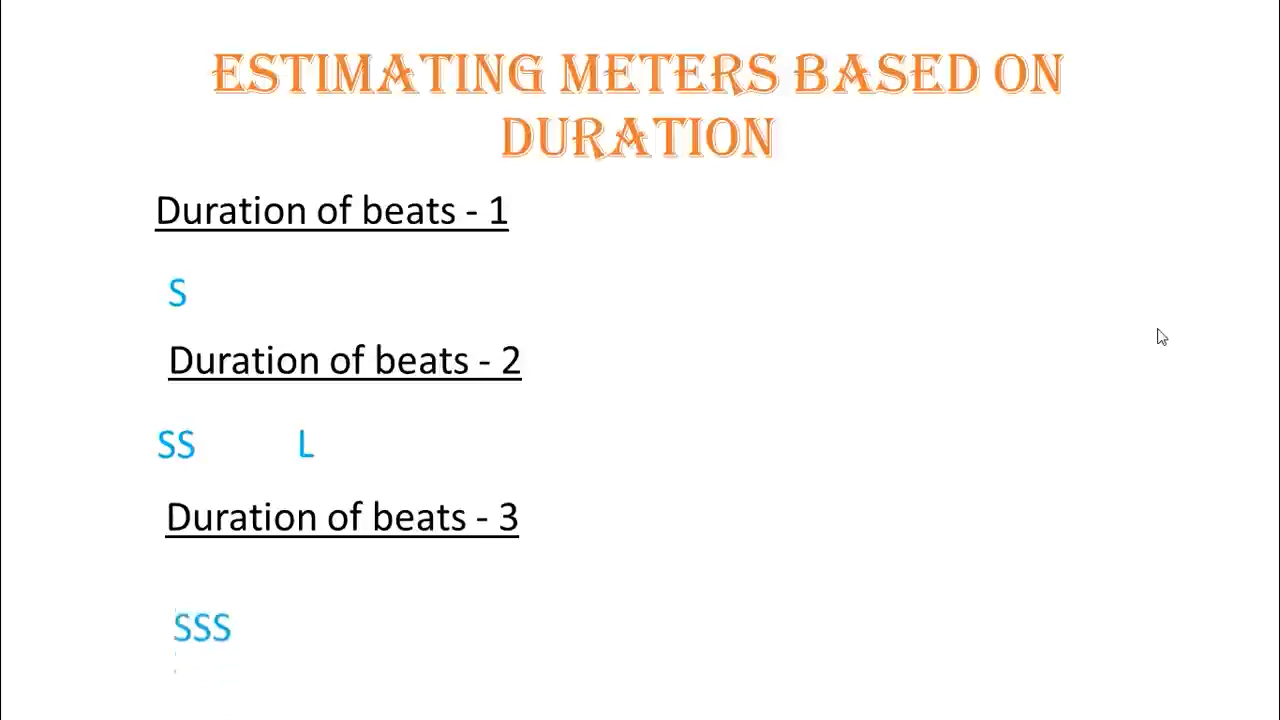 ESTIMATING METERS BASED ON
DURATION
Duration of beats - 1
S
Duration of beats - 2
SS L
Duration of beats - 3
SSS